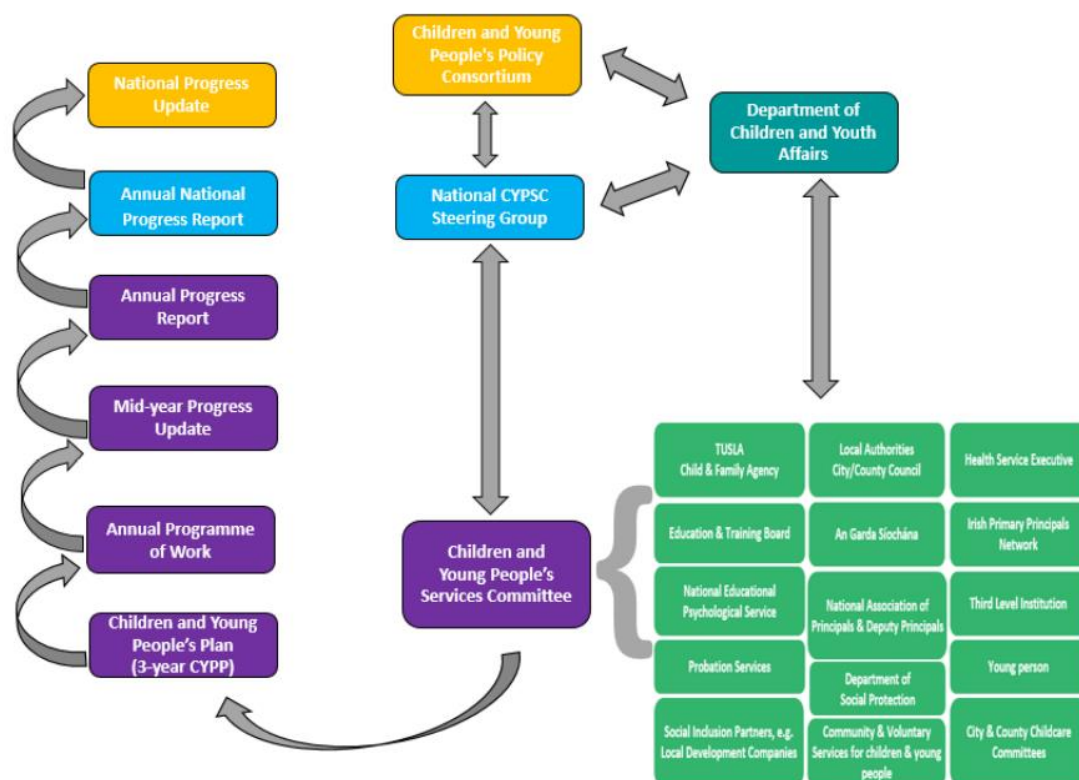 National Progress
Update
Annual National
Progress Report
Annual Progress
Report
Mid-year Progress
Update
Annual Programme
of Work
Children and Young
People's Plan
(3-year CYPP)
Children and Young
People's Policy
Consortium
Department of
Children and Youth
Affairs
National CYPSC
Steering Group
Children and
Young People's
Services Committee
TUSLA
Child & Family Agency
Local Authorities
City/County Council
Health Service Executive
Education & Training Board
An Garda Síochána
Irish Primary Principals
Network
National Educational
Psychological Service
National Association of
Principals & Deputy Principals
Third Level Institution
Probation Services
Department of
Social Protection
Young person
Social Inclusion Partners, e.g.
Local Development Companies
Community & Voluntary
Services for children & young
people
City & County Childcare
Committees